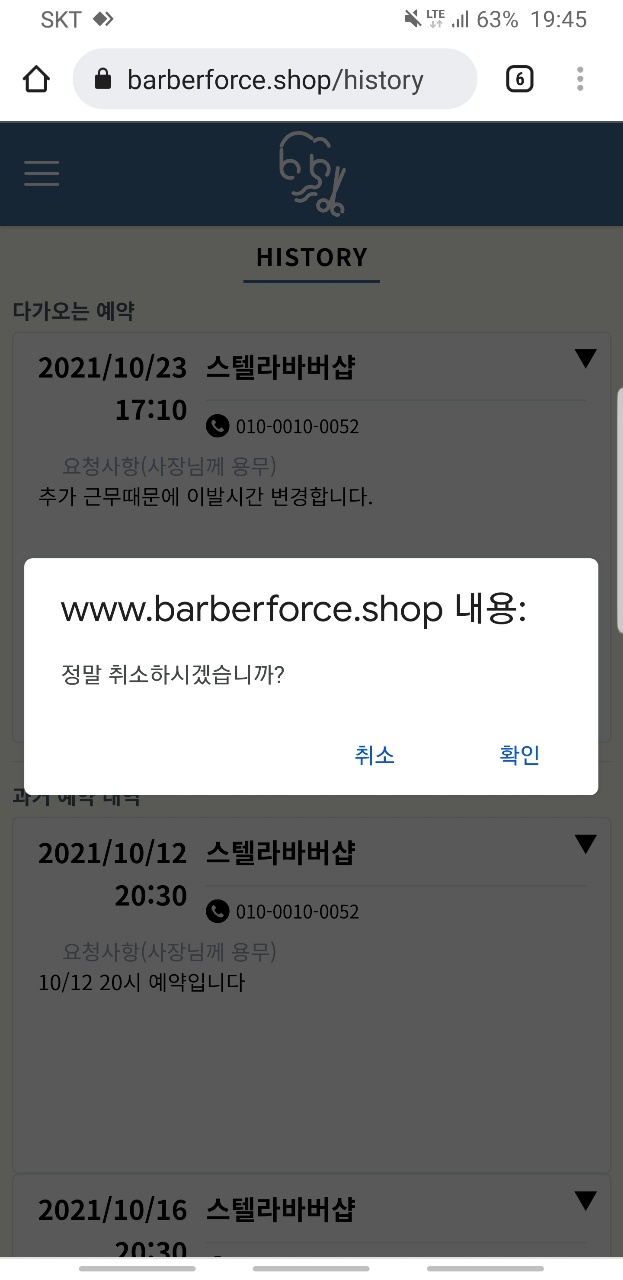 SKT LTE 63% 19:45
barberforce.shop/history 6
HISTORY
다가오는 예약
2021/10/23 스텔라바버샵
17:10 010-0010-0052
요청사항(사장님께 용무)
추가 근무때문에 이발시간 변경합니다.
www.barberforce.shop 내용:
정말 취소하시겠습니까?
취소 확인
과거 예약 내역
2021/10/12 스텔라바버샵
20:30 010-0010-0052
요청사항(사장님께 용무)
10/12 20시 예약입니다
2021/10/16 스텔라바버샵
20:30